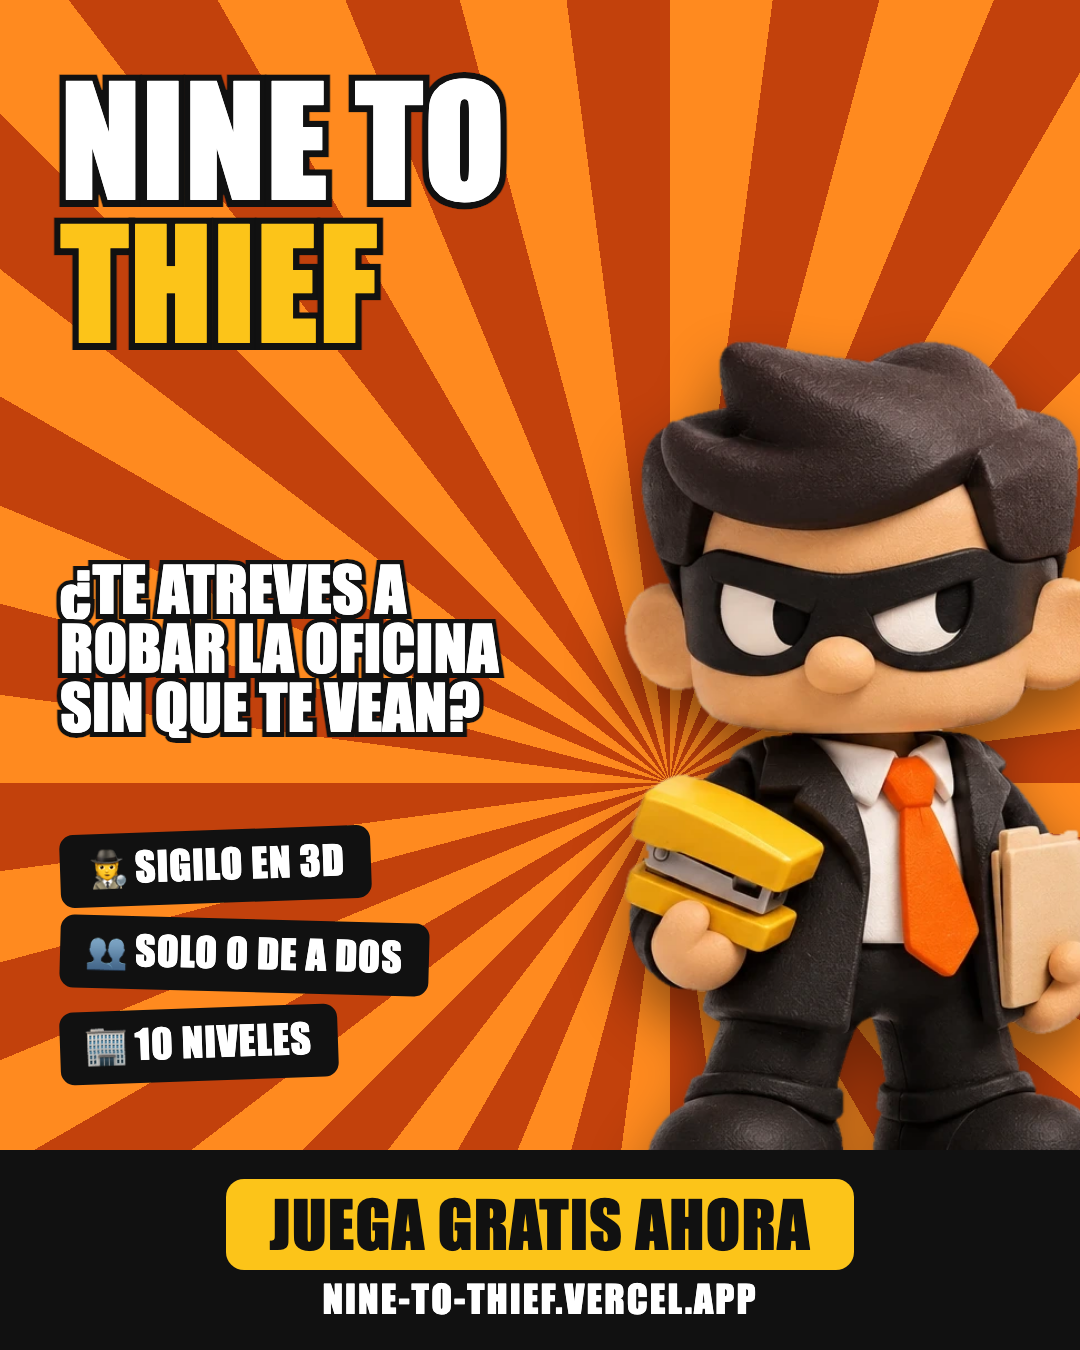 NINE TO
THIEF
¿TE ATREVES A
ROBAR LA OFICINA
SIN QUE TE VEAN?
SIGILO EN 3D
SOLO O DE A DOS
10 NIVELES
JUEGA GRATIS AHORA
NINE-TO-THIEF.VERCEL.APP